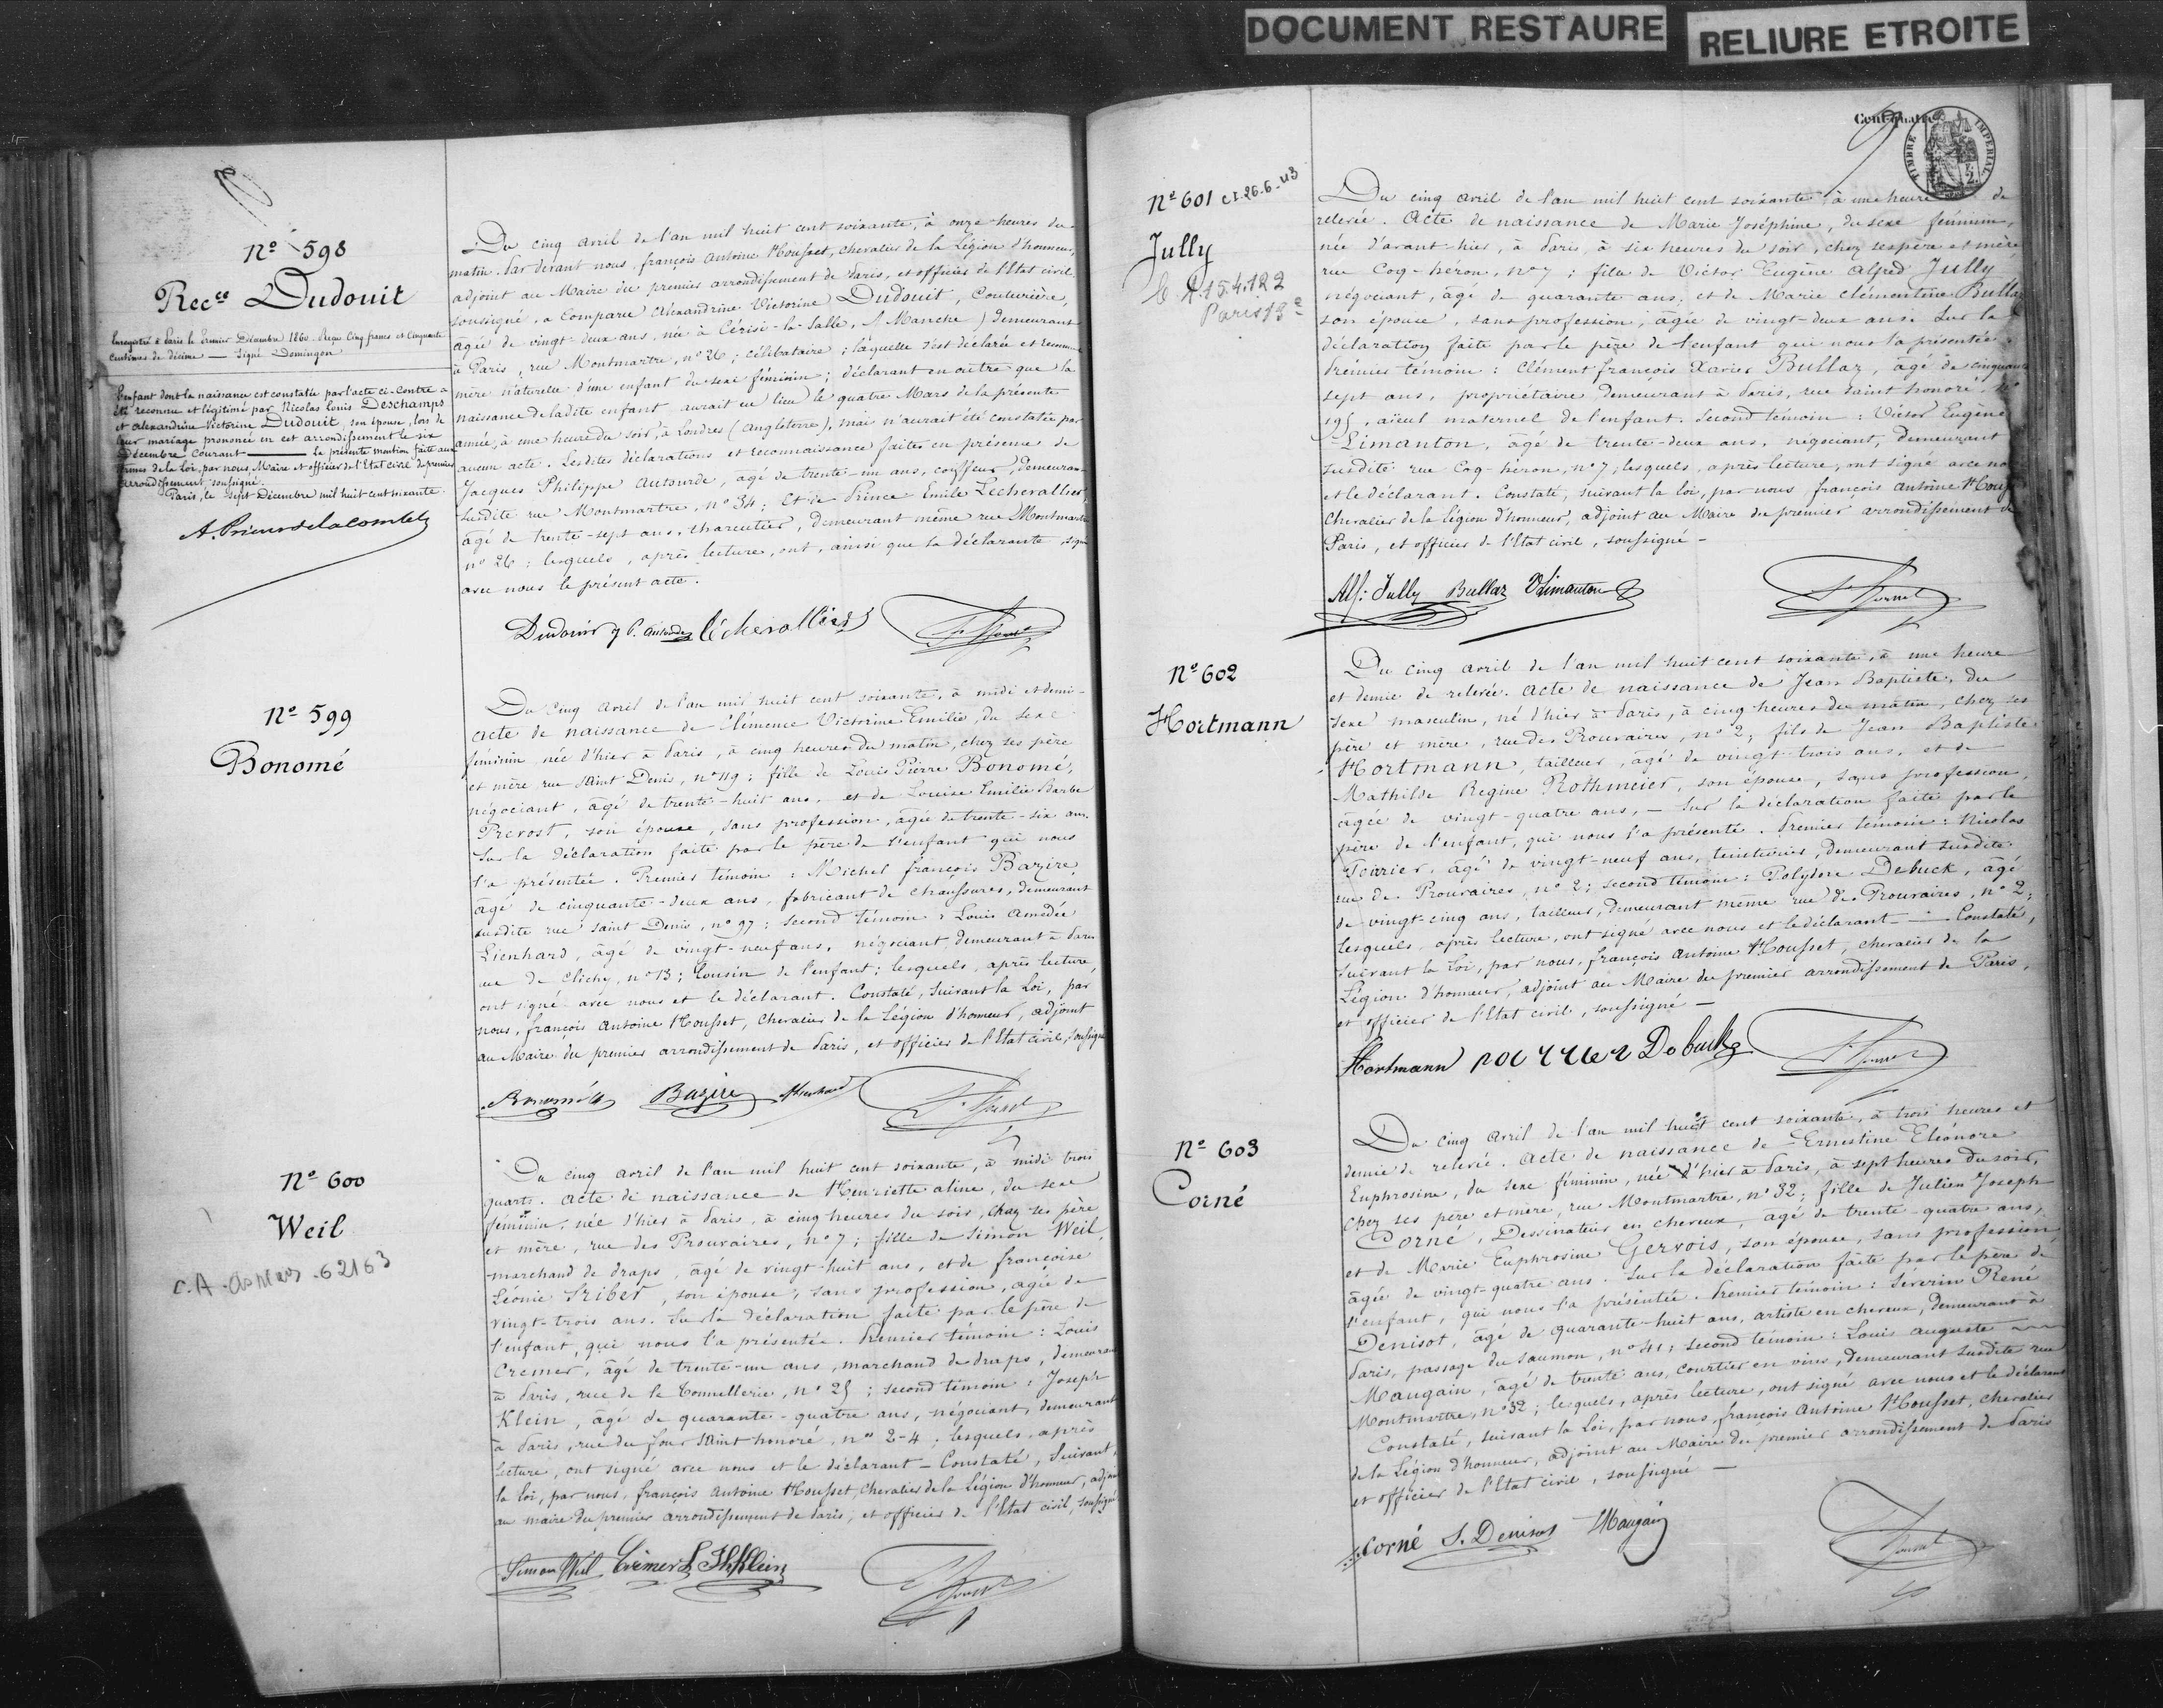 DOCUMENT RESTAURE
RELIURE ETROITE
Nº 598
Recce Dudouit
Enregistré à Paris le premier Décembre 1860. Reçu cinq francs et Cinquante
centimes de décime — Signé Domingon
L'enfant dont la naissance est constatée par l'acte ci-contre a
été reconnu et légitimé par Nicolas Louis Deschamps
et Alexandrine Victorine Dudouit, son épouse, lors de
leur mariage prononcé en cet arrondissement le six
Décembre courant — La présente mention faite aux
termes de la loi, par nous, Maire et officier de l'Etat civil du premier
arrondissement, soussigné.
Paris, le sept Décembre mil huit cent soixante.
Du cinq avril de l'an mil huit cent soixante, à onze heures du
matin. Par devant nous, françois Antoine Housset, chevalier de la Légion d'honneur,
adjoint au Maire du premier arrondissement de Paris, et officier de l'Etat civil,
soussigné, a Comparu Alexandrine Victorine Dudouit, Couturière,
âgée de vingt-deux ans, née à Cérisi-la-Salle, (Manche) demeurant
à Paris, rue Montmartre, nº 26; célibataire; laquelle s'est déclarée et reconnue
mère naturelle d'une enfant du sexe féminin; déclarant en outre que la
naissance de ladite enfant aurait eu lieu le quatre Mars de la présente
année, à une heure du soir, à Londres (Angleterre), mais n'aurait été constatée par
aucun acte. Lesdites déclarations et reconnaissance faites en présence de
Jacques Philippe Autourde, âgé de trente-un ans, coiffeur, demeurant
susdite rue Montmartre, nº 34; Et de Prince Emile Lechevallier,
âgé de trente-sept ans, charcutier, demeurant même rue Montmartre
nº 26; lesquels, après lecture, ont, ainsi que la déclarante signé
avec nous le présent acte.
Dudouit Lechevallier
Nº 599
Bonomé
Du cinq avril de l'an mil huit cent soixante, à midi et demi-
acte de naissance de Clémence Victorine Emilie, du sexe
féminin, née d'hier à Paris, à cinq heures du matin, chez ses père
et mère rue Saint Denis, nº 119; fille de Louis Pierre Bonomé,
négociant, âgé de trente-huit ans, et de Louise Emilie Barbe
Prevost, son épouse, sans profession, âgée de trente-six ans.
Sur la déclaration faite par le père de l'enfant qui nous
l'a présentée. Premier témoin: Michel françois Bazire,
âgé de cinquante-deux ans, fabricant de chaussures, demeurant
susdite rue Saint Denis, nº 97; second témoin: Louis Amédée
Lienhard, âgé de vingt-neuf ans, négociant, demeurant à Paris
rue de Clichy, nº 13; Cousin de l'enfant; lesquels, après lecture,
ont signé avec nous et le déclarant. Constaté, suivant la Loi, par
nous, françois Antoine Housset, Chevalier de la Légion d'honneur, adjoint
au Maire du premier arrondissement de Paris, et officier de l'Etat civil, soussigné
Bonomé Bazire Lienhard
Nº 600
Weil
Du cinq avril de l'an mil huit cent soixante, à midi trois
quarts. Acte de naissance de Henriette Aline, du sexe
féminin, née d'hier à Paris, à cinq heures du soir, chez ses père
et mère, rue des Prouvaires, nº 7; fille de Simon Weil,
marchand de draps, âgé de vingt-huit ans, et de françoise
Léonie Sriber, son épouse, sans profession, âgée de
vingt-trois ans. Sur la déclaration faite par le père de
l'enfant, qui nous l'a présentée. Premier témoin: Louis
Cremer, âgé de trente-un ans, marchand de draps, demeurant
à Paris, rue de la Tonnellerie, nº 25; second témoin: Joseph
Klein, âgé de quarante-quatre ans, négociant, demeurant
à Paris, rue du four Saint honoré, nos 2-4; lesquels, après
lecture, ont signé avec nous et le déclarant — Constaté, suivant
la loi, par nous, françois Antoine Housset, Chevalier de la Légion d'honneur, adjoint
au maire du premier arrondissement de Paris, et officier de l'Etat civil, soussigné
Simon Weil Cremer L Jh Klein
Cent quatre
TIMBRE IMPERIAL
Nº 601 CI. 26-6-43
Jully
15.4.122
Paris 18e
Du cinq avril de l'an mil huit cent soixante à une heure de
relevée. Acte de naissance de Marie Joséphine, du sexe féminin,
née d'avant-hier, à Paris, à six heures du soir, chez ses père et mère
rue Coq-héron, nº 7; fille de Victor Eugène Alfred Jully
négociant, âgé de quarante ans, et de Marie Clémentine Bullaz
son épouse, sans profession, âgée de vingt-deux ans. Sur la
déclaration faite par le père de l'enfant qui nous l'a présentée.
Premier témoin: Clément françois Xavier Bullaz, âgé de cinquante
sept ans, propriétaire, demeurant à Paris, rue Saint honoré, nº
195, aïeul maternel de l'enfant. Second témoin: Victor Eugène
Limanton, âgé de trente-deux ans, négociant, demeurant
susdite rue Coq-héron, nº 7; lesquels, après lecture, ont signé avec nous
et le déclarant. Constaté, suivant la loi, par nous, françois Antoine Housset
Chevalier de la Légion d'honneur, adjoint au Maire du premier arrondissement de
Paris, et officier de l'Etat civil, soussigné —
Alf: Jully Bullaz Limanton
Nº 602
Hortmann
Du cinq avril de l'an mil huit cent soixante, à une heure
et demie de relevée. Acte de naissance de Jean Baptiste, du
sexe masculin, né d'hier à Paris, à cinq heures du matin, chez ses
père et mère, rue des Prouvaires, nº 2; fils de Jean Baptiste
Hortmann, tailleur, âgé de vingt-trois ans, et de
Mathilde Regine Rothmeier, son épouse, sans profession,
âgée de vingt-quatre ans, — Sur la déclaration faite par le
père de l'enfant, qui nous l'a présenté. Premier témoin: Nicolas
âgé de vingt-neuf ans, teinturier, demeurant susdite
rue des Prouvaires, nº 2; second témoin: Polydore Debuck, âgé
de vingt-cinq ans, tailleur, demeurant même rue des Prouvaires, nº 2;
lesquels, après lecture, ont signé avec nous et le déclarant — Constaté,
suivant la Loi, par nous, françois Antoine Housset, chevalier de la
Légion d'honneur, adjoint au Maire du premier arrondissement de Paris,
et officier de l'Etat civil, soussigné —
Hortmann Debuck
Nº 603
Corné
Du cinq avril de l'an mil huit cent soixante, à trois heures et
demie de relevée. Acte de naissance de Ernestine Eléonore
Euphrosine, du sexe féminin, née d'hier à Paris, à sept heures du soir,
chez ses père et mère, rue Montmartre, nº 32; fille de Julien Joseph
Corné, Dessinateur en cheveux, âgé de trente-quatre ans,
et de Marie Euphrosine Gervois, son épouse, sans profession,
âgée de vingt-quatre ans. Sur la déclaration faite par le père de
l'enfant, qui nous l'a présentée. Premier témoin: Séverin René
Denisot, âgé de quarante-huit ans, artiste en cheveux, demeurant à
Paris, passage du saumon, nº 41; second témoin: Louis Auguste
Maugain, âgé de trente ans, courtier en vins, demeurant susdite rue
Montmartre, nº 32; lesquels, après lecture, ont signé avec nous et le déclarant
Constaté, suivant la Loi, par nous, françois Antoine Housset, chevalier
de la Légion d'honneur, adjoint au Maire du premier arrondissement de Paris
et officier de l'Etat civil, soussigné —
Corné S. Denisot Maugain